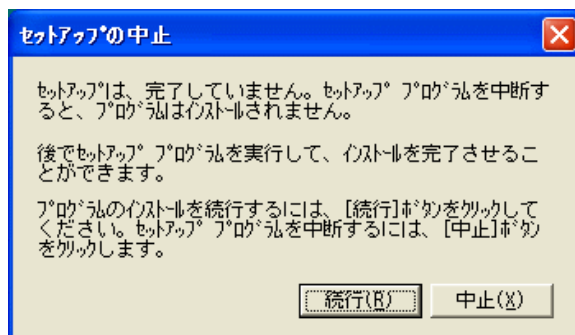 ｾｯﾄｱｯﾌﾟの中止
ｾｯﾄｱｯﾌﾟは、完了していません。ｾｯﾄｱｯﾌﾟ ﾌﾟﾛｸﾞﾗﾑを中断す
ると、ﾌﾟﾛｸﾞﾗﾑはｲﾝｽﾄｰﾙされません。
後でｾｯﾄｱｯﾌﾟ ﾌﾟﾛｸﾞﾗﾑを実行して、ｲﾝｽﾄｰﾙを完了させるこ
とができます。
ﾌﾟﾛｸﾞﾗﾑのｲﾝｽﾄｰﾙを続行するには、[続行]ﾎﾞﾀﾝをｸﾘｯｸして
ください。ｾｯﾄｱｯﾌﾟ ﾌﾟﾛｸﾞﾗﾑを中断するには、[中止]ﾎﾞﾀﾝ
をｸﾘｯｸします。
続行(R) 中止(X)